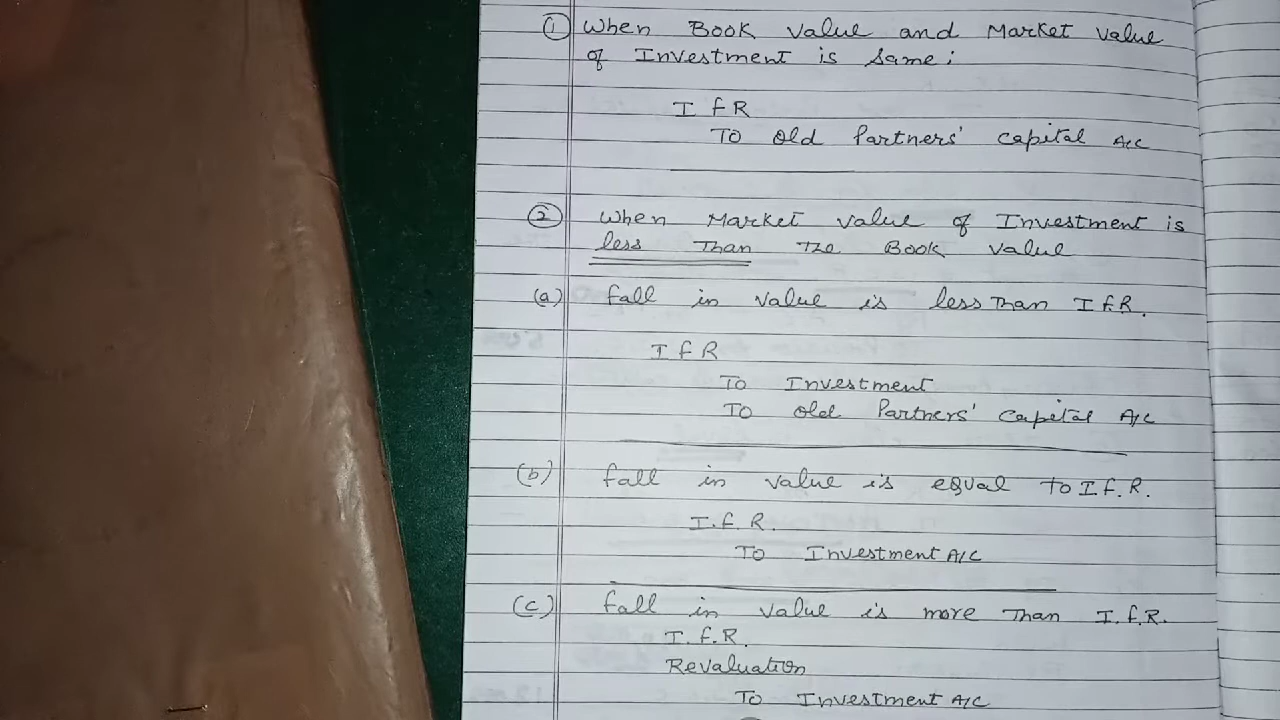 ① When Book value and Market value
of Investment is same:
I f R
To old Partners' capital A/C
② When Market value of Investment is
less Than The Book value
(a) fall in value is less Than I f.R.
I f R
To Investment
To old Partners' capital A/C
(b) fall in value is equal to I.f.R.
I.f.R.
To Investment A/C
(c) fall in value is more Than I.f.R.
I.f.R.
Revaluation
To Investment A/C